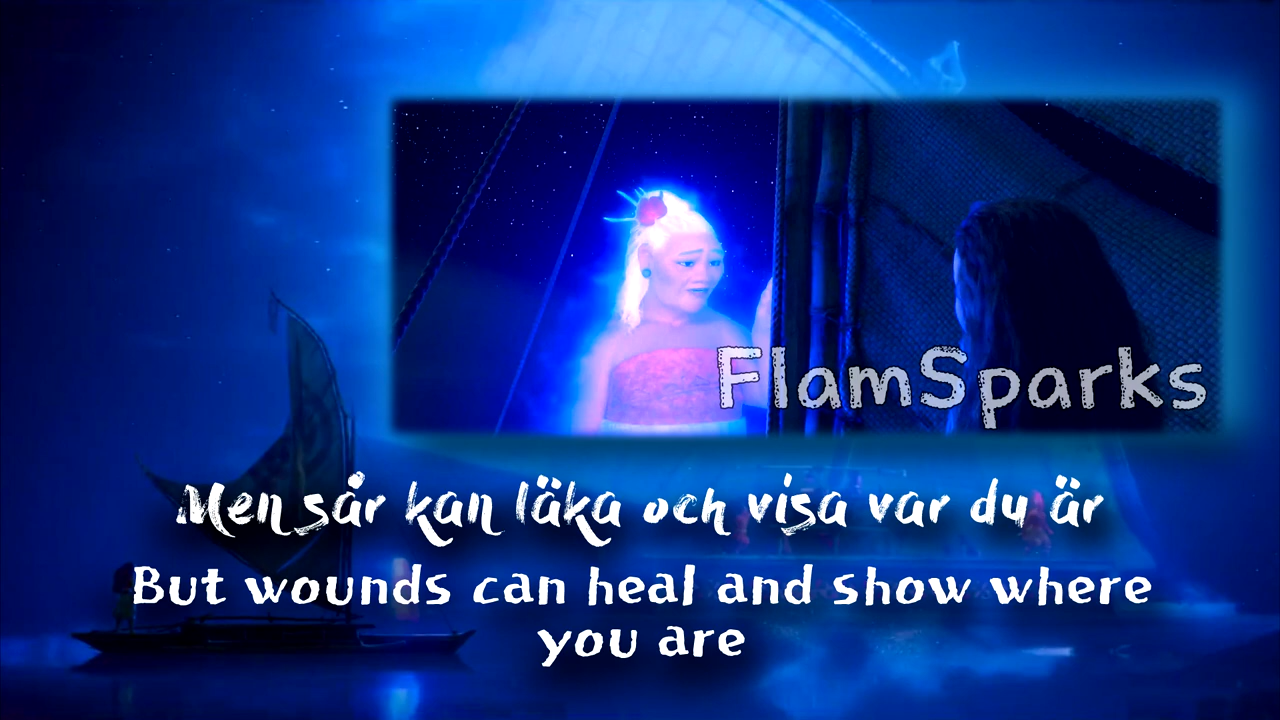 FlamSparks
Men sår kan läka och visa var du är
But wounds can heal and show where
you are